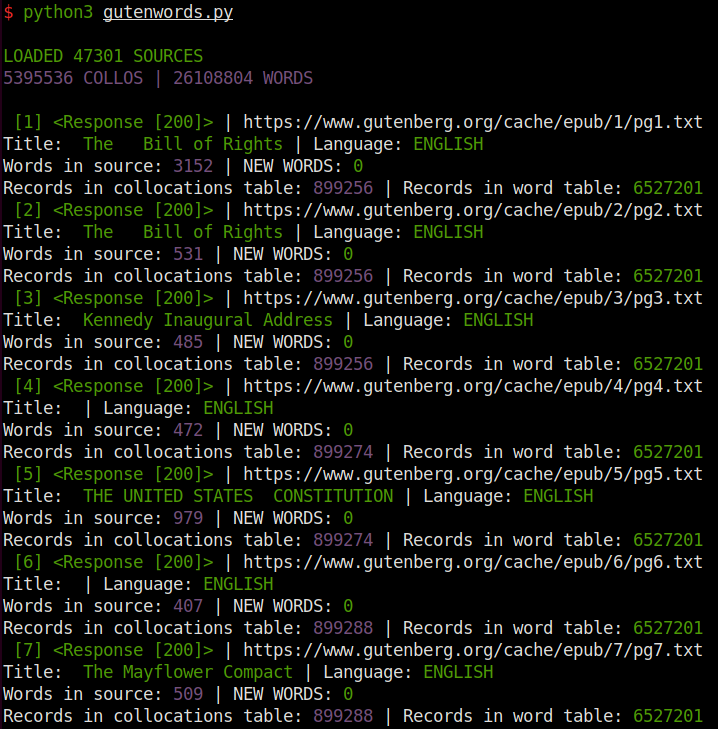 $ python3 gutenwords.py
LOADED 47301 SOURCES
5395536 COLLOS | 26108804 WORDS
[1] <Response [200]> | https://www.gutenberg.org/cache/epub/1/pg1.txt
Title:  The   Bill of Rights | Language: ENGLISH
Words in source: 3152 | NEW WORDS: 0
Records in collocations table: 899256 | Records in word table: 6527201
[2] <Response [200]> | https://www.gutenberg.org/cache/epub/2/pg2.txt
Title:  The   Bill of Rights | Language: ENGLISH
Words in source: 531 | NEW WORDS: 0
Records in collocations table: 899256 | Records in word table: 6527201
[3] <Response [200]> | https://www.gutenberg.org/cache/epub/3/pg3.txt
Title:  Kennedy Inaugural Address | Language: ENGLISH
Words in source: 485 | NEW WORDS: 0
Records in collocations table: 899256 | Records in word table: 6527201
[4] <Response [200]> | https://www.gutenberg.org/cache/epub/4/pg4.txt
Title:  | Language: ENGLISH
Words in source: 472 | NEW WORDS: 0
Records in collocations table: 899274 | Records in word table: 6527201
[5] <Response [200]> | https://www.gutenberg.org/cache/epub/5/pg5.txt
Title:  THE UNITED STATES  CONSTITUTION | Language: ENGLISH
Words in source: 979 | NEW WORDS: 0
Records in collocations table: 899274 | Records in word table: 6527201
[6] <Response [200]> | https://www.gutenberg.org/cache/epub/6/pg6.txt
Title:  | Language: ENGLISH
Words in source: 407 | NEW WORDS: 0
Records in collocations table: 899288 | Records in word table: 6527201
[7] <Response [200]> | https://www.gutenberg.org/cache/epub/7/pg7.txt
Title:  The Mayflower Compact | Language: ENGLISH
Words in source: 509 | NEW WORDS: 0
Records in collocations table: 899288 | Records in word table: 6527201